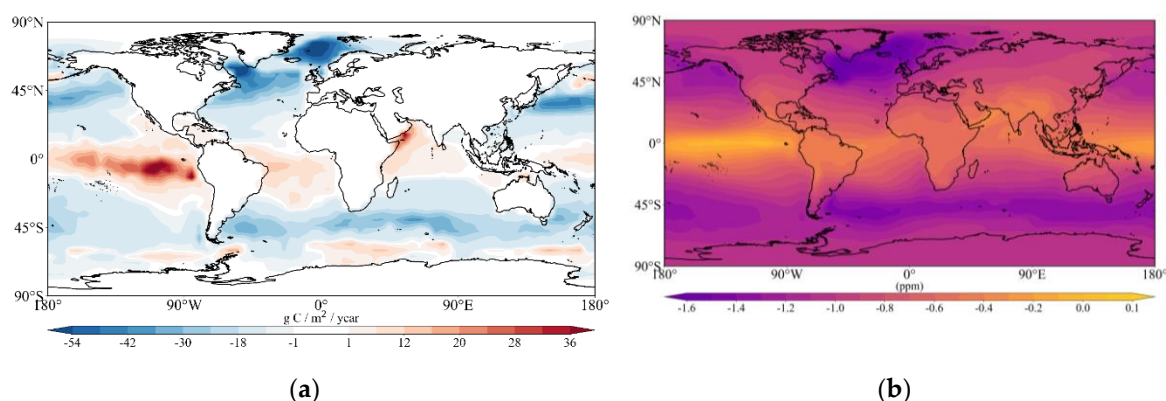 90°N
45°N
0°
45°S
90°S
180° 90°W 0° 90°E 180°
g C / m² / year
-54 -42 -30 -18 -1 1 12 20 28 36
(a)
90°N
45°N
0°
45°S
90°S
180° 90°W 0° 90°E 180°
(ppm)
-1.6 -1.4 -1.2 -1.0 -0.8 -0.6 -0.4 -0.2 0.0 0.1
(b)